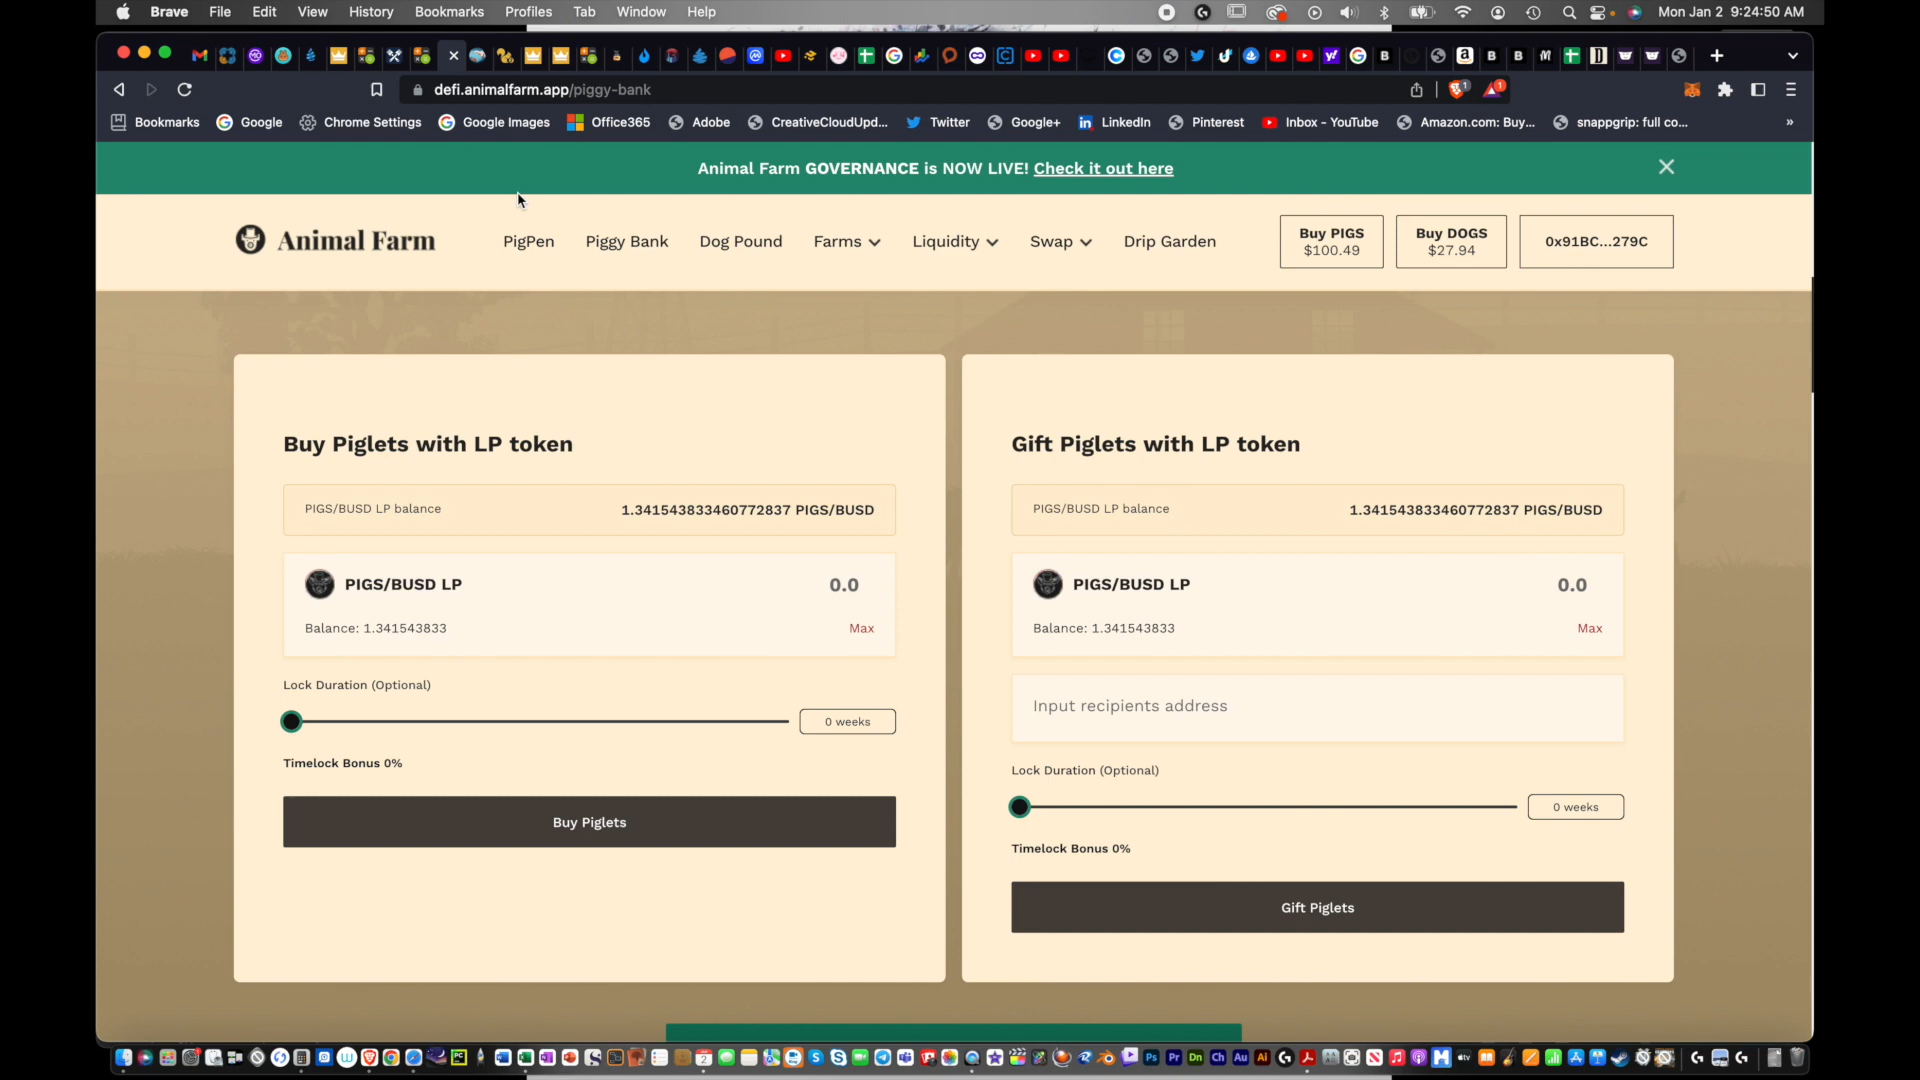 Brave File Edit View History Bookmarks Profiles Tab Window Help Mon Jan 2 9:24:50 AM
defi.animalfarm.app/piggy-bank
Bookmarks Google Chrome Settings Google Images Office365 Adobe CreativeCloudUpd... Twitter Google+ LinkedIn Pinterest Inbox - YouTube Amazon.com: Buy... snappgrip: full co... »
Animal Farm GOVERNANCE is NOW LIVE! Check it out here
Animal Farm PigPen Piggy Bank Dog Pound Farms Liquidity Swap Drip Garden
Buy PIGS
$100.49
Buy DOGS
$27.94
0x91BC...279C
Buy Piglets with LP token
PIGS/BUSD LP balance 1.341543833460772837 PIGS/BUSD
PIGS/BUSD LP 0.0
Balance: 1.341543833 Max
Lock Duration (Optional)
0 weeks
Timelock Bonus 0%
Buy Piglets
Gift Piglets with LP token
PIGS/BUSD LP balance 1.341543833460772837 PIGS/BUSD
PIGS/BUSD LP 0.0
Balance: 1.341543833 Max
Input recipients address
Lock Duration (Optional)
0 weeks
Timelock Bonus 0%
Gift Piglets